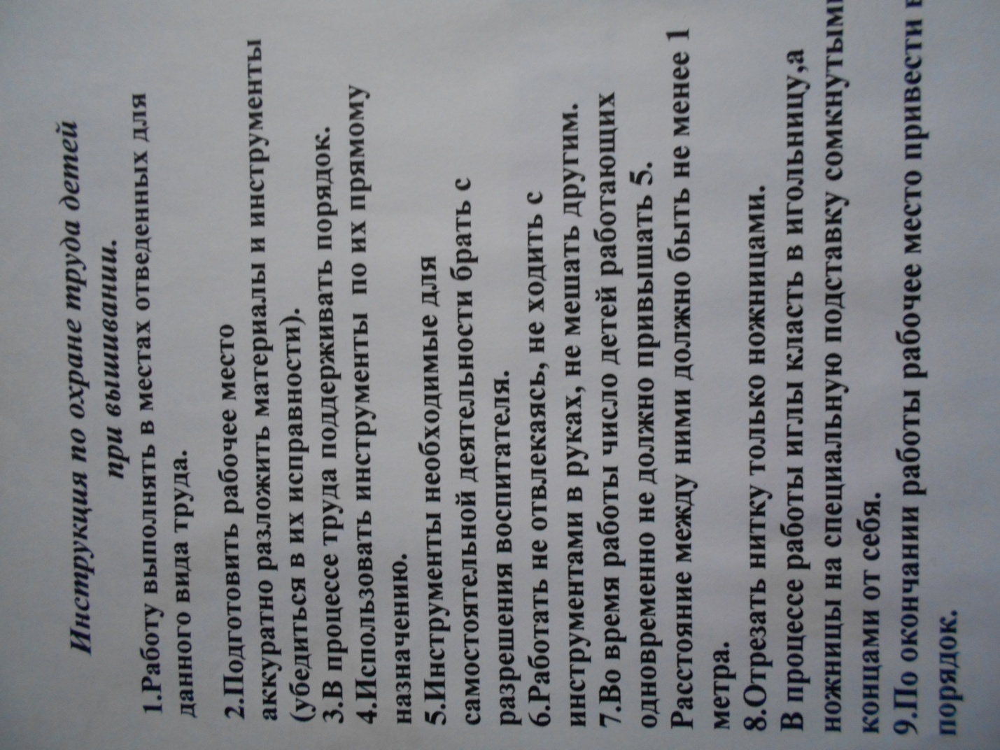 Инструкция по охране труда детей
при вышивании.
1.Работу выполнять в местах отведенных для
данного вида труда.
2.Подготовить рабочее место
аккуратно разложить материалы и инструменты
(убедиться в их исправности).
3.В процессе труда поддерживать порядок.
4.Использовать инструменты по их прямому
назначению.
5.Инструменты необходимые для
самостоятельной деятельности брать с
разрешения воспитателя.
6.Работать не отвлекаясь, не ходить с
инструментами в руках, не мешать другим.
7.Во время работы число детей работающих
одновременно не должно привышать 5.
Расстояние между ними должно быть не менее 1
метра.
8.Отрезать нитку только ножницами.
В процессе работы иглы класть в игольницу,а
ножницы на специальную подставку сомкнутыми
концами от себя.
9.По окончании работы рабочее место привести в
порядок.